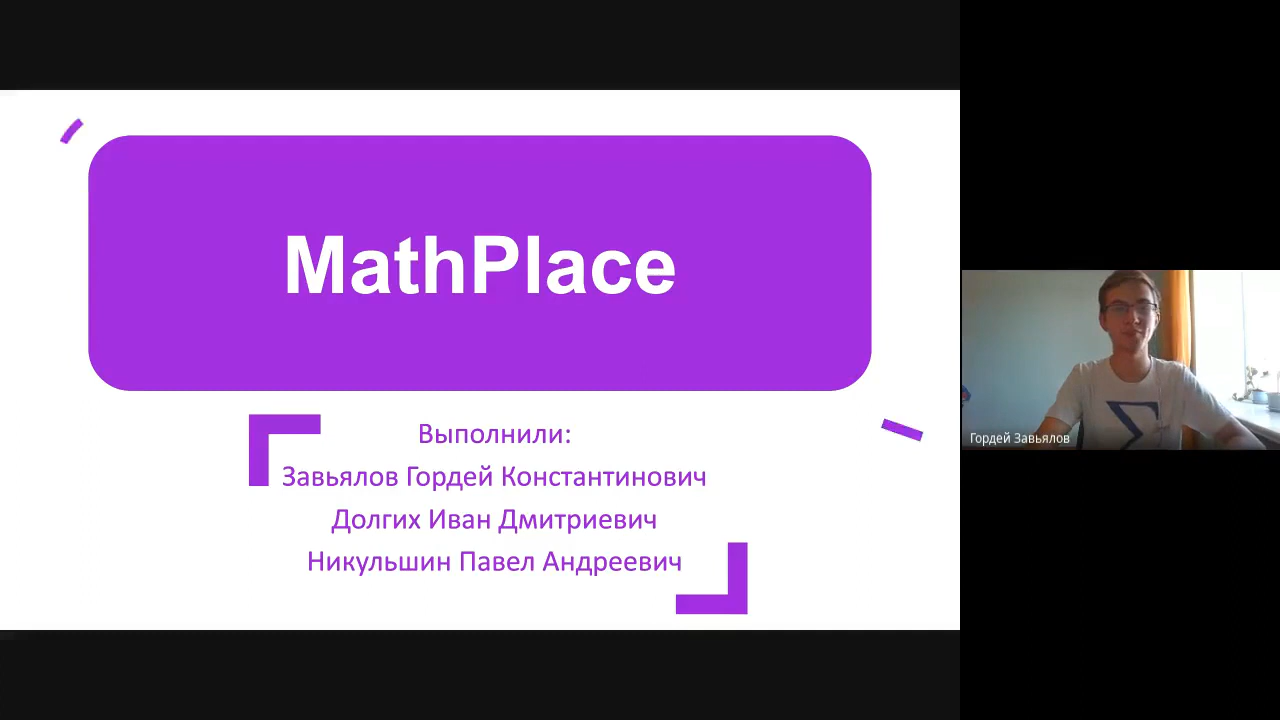 MathPlace
Выполнили:
Завьялов Гордей Константинович
Долгих Иван Дмитриевич
Никульшин Павел Андреевич
Гордей Завьялов
Σ